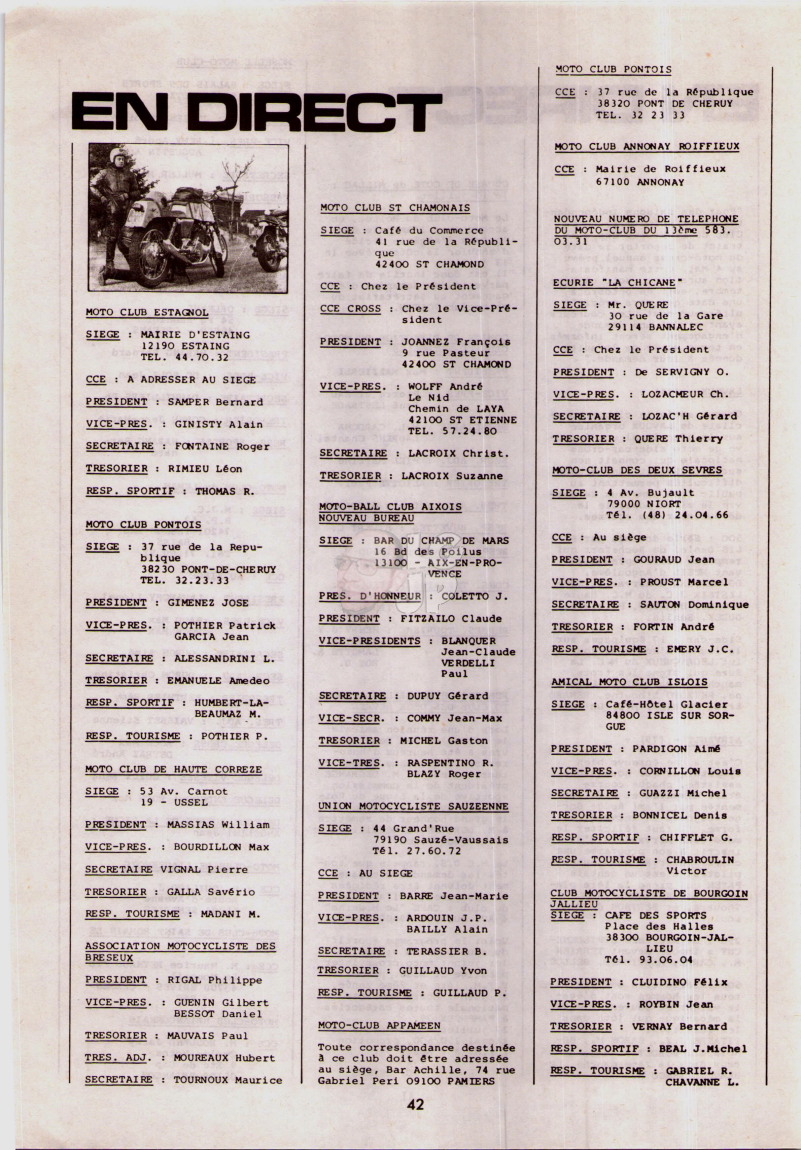 EN DIRECT
MOTO CLUB ESTAGNOL
SIEGE : MAIRIE D'ESTAING
12190 ESTAING
TEL. 44.70.32
CCE : A ADRESSER AU SIEGE
PRESIDENT : SAMPER Bernard
VICE-PRES. : GINISTY Alain
SECRETAIRE : FONTAINE Roger
TRESORIER : RIMIEU Léon
RESP. SPORTIF : THOMAS R.
MOTO CLUB PONTOIS
SIEGE : 37 rue de la Repu-
blique
38230 PONT-DE-CHERUY
TEL. 32.23.33
PRESIDENT : GIMENEZ JOSE
VICE-PRES. : POTHIER Patrick
GARCIA Jean
SECRETAIRE : ALESSANDRINI L.
TRESORIER : EMANUELE Amedeo
RESP. SPORTIF : HUMBERT-LA-
BEAUMAZ M.
RESP. TOURISME : POTHIER P.
MOTO CLUB DE HAUTE CORREZE
SIEGE : 53 Av. Carnot
19 - USSEL
PRESIDENT : MASSIAS William
VICE-PRES. : BOURDILLON Max
SECRETAIRE VIGNAL Pierre
TRESORIER : GALLA Savério
RESP. TOURISME : MADANI M.
ASSOCIATION MOTOCYCLISTE DES
BRESEUX
PRESIDENT : RIGAL Philippe
VICE-PRES. : GUENIN Gilbert
BESSOT Daniel
TRESORIER : MAUVAIS Paul
TRES. ADJ. : MOUREAUX Hubert
SECRETAIRE : TOURNOUX Maurice
MOTO CLUB ST CHAMONAIS
SIEGE : Café du Commerce
41 rue de la Républi-
que
42400 ST CHAMOND
CCE : Chez le Président
CCE CROSS : Chez le Vice-Pré-
sident
PRESIDENT : JOANNEZ François
9 rue Pasteur
42400 ST CHAMOND
VICE-PRES. : WOLFF André
Le Nid
Chemin de LAYA
42100 ST ETIENNE
TEL. 57.24.80
SECRETAIRE : LACROIX Christ.
TRESORIER : LACROIX Suzanne
MOTO-BALL CLUB AIXOIS
NOUVEAU BUREAU
SIEGE : BAR DU CHAMP DE MARS
16 Bd des Poilus
13100 - AIX-EN-PRO-
VENCE
PRES. D'HONNEUR : COLETTO J.
PRESIDENT : FITZAILO Claude
VICE-PRESIDENTS : BLANQUER
Jean-Claude
VERDELLI
Paul
SECRETAIRE : DUPUY Gérard
VICE-SECR. : COMMY Jean-Max
TRESORIER : MICHEL Gaston
VICE-TRES. : RASPENTINO R.
BLAZY Roger
UNION MOTOCYCLISTE SAUZEENNE
SIEGE : 44 Grand'Rue
79190 Sauzé-Vaussais
Tél. 27.60.72
CCE : AU SIEGE
PRESIDENT : BARRE Jean-Marie
VICE-PRES. : ARDOUIN J.P.
BAILLY Alain
SECRETAIRE : TERASSIER B.
TRESORIER : GUILLAUD Yvon
RESP. TOURISME : GUILLAUD P.
MOTO-CLUB APPAMEEN
Toute correspondance destinée
à ce club doit être adressée
au siège, Bar Achille, 74 rue
Gabriel Peri 09100 PAMIERS
MOTO CLUB PONTOIS
CCE : 37 rue de la République
38320 PONT DE CHERUY
TEL. 32 23 33
MOTO CLUB ANNONAY ROIFFIEUX
CCE : Mairie de Roiffieux
67100 ANNONAY
NOUVEAU NUMERO DE TELEPHONE
DU MOTO-CLUB DU 13ème 583.
03.31
ECURIE "LA CHICANE"
SIEGE : Mr. QUERE
30 rue de la Gare
29114 BANNALEC
CCE : Chez le Président
PRESIDENT : De SERVIGNY O.
VICE-PRES. : LOZACMEUR Ch.
SECRETAIRE : LOZAC'H Gérard
TRESORIER : QUERE Thierry
MOTO-CLUB DES DEUX SEVRES
SIEGE : 4 Av. Bujault
79000 NIORT
Tél. (48) 24.04.66
CCE : Au siège
PRESIDENT : GOURAUD Jean
VICE-PRES. : PROUST Marcel
SECRETAIRE : SAUTON Dominique
TRESORIER : FORTIN André
RESP. TOURISME : EMERY J.C.
AMICAL MOTO CLUB ISLOIS
SIEGE : Café-Hôtel Glacier
84800 ISLE SUR SOR-
GUE
PRESIDENT : PARDIGON Aimé
VICE-PRES. : CORNILLON Louis
SECRETAIRE : GUAZZI Michel
TRESORIER : BONNICEL Denis
RESP. SPORTIF : CHIFFLET G.
RESP. TOURISME : CHABROULIN
Victor
CLUB MOTOCYCLISTE DE BOURGOIN
JALLIEU
SIEGE : CAFE DES SPORTS
Place des Halles
38300 BOURGOIN-JAL-
LIEU
Tél. 93.06.04
PRESIDENT : CLUIDINO Félix
VICE-PRES. : ROYBIN Jean
TRESORIER : VERNAY Bernard
RESP. SPORTIF : BEAL J.Michel
RESP. TOURISME : GABRIEL R.
CHAVANNE L.
42